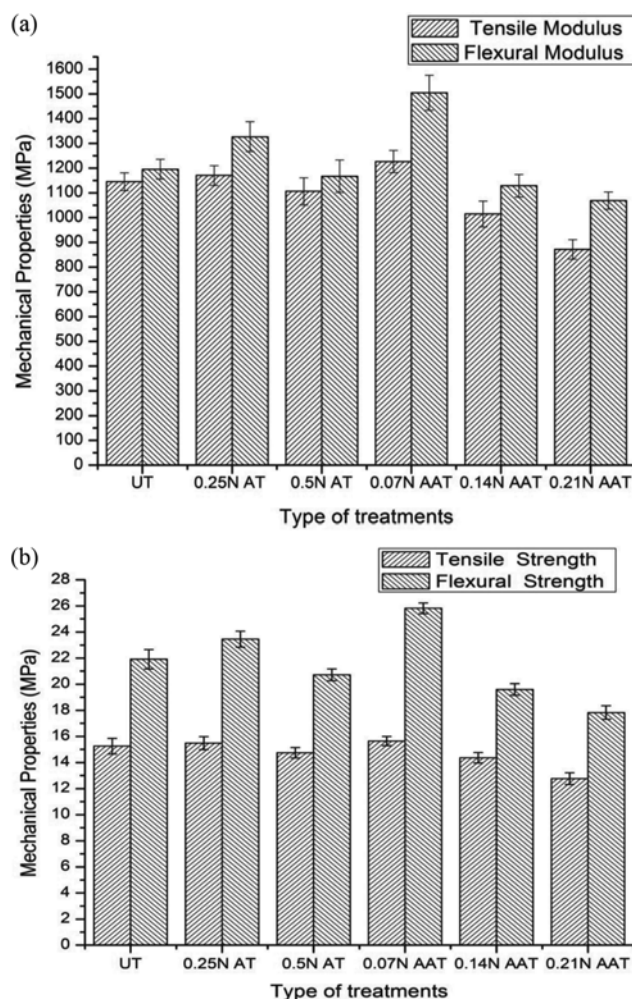 (a)
Tensile Modulus
Flexural Modulus
1600
1500
1400
1300
1200
1100
1000
900
800
700
600
500
400
300
200
100
0
Mechanical Properties (MPa)
UT 0.25N AT 0.5N AT 0.07N AAT 0.14N AAT 0.21N AAT
Type of treatments
(b)
Tensile Strength
Flexural Strength
28
26
24
22
20
18
16
14
12
10
8
6
4
2
0
Mechanical Properties (MPa)
UT 0.25N AT 0.5N AT 0.07N AAT 0.14N AAT 0.21N AAT
Type of treatments